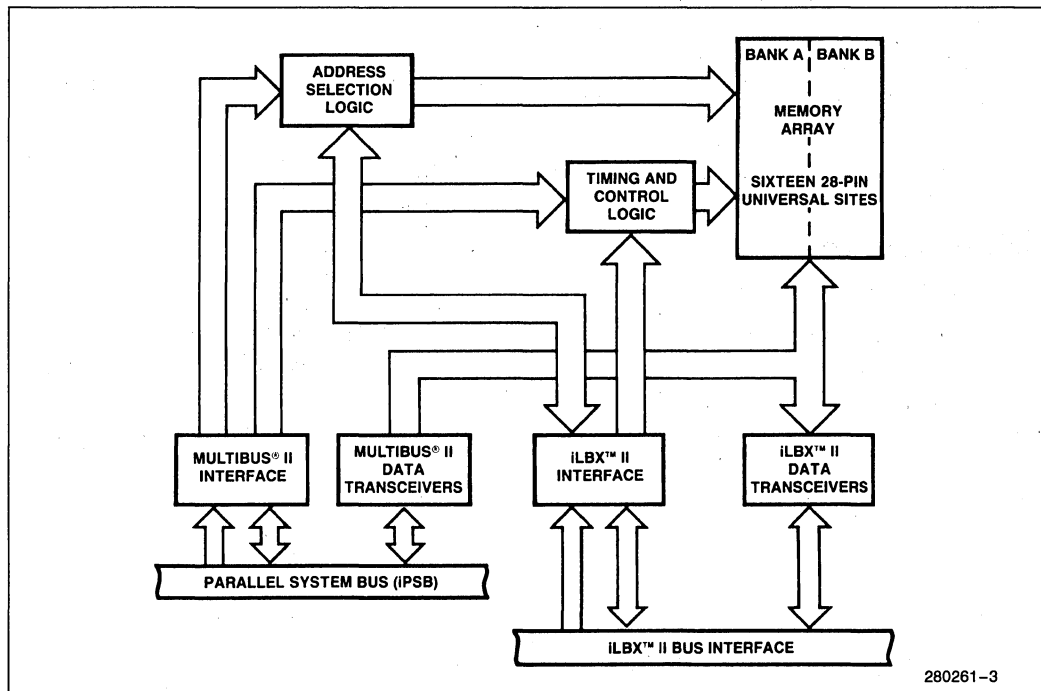 ADDRESS
SELECTION
LOGIC
BANK A
BANK B
MEMORY
ARRAY
SIXTEEN 28-PIN
UNIVERSAL SITES
TIMING AND
CONTROL
LOGIC
MULTIBUS® II
INTERFACE
MULTIBUS® II
DATA
TRANSCEIVERS
iLBX™ II
INTERFACE
iLBX™ II
DATA
TRANSCEIVERS
PARALLEL SYSTEM BUS (iPSB)
iLBX™ II BUS INTERFACE
280261–3